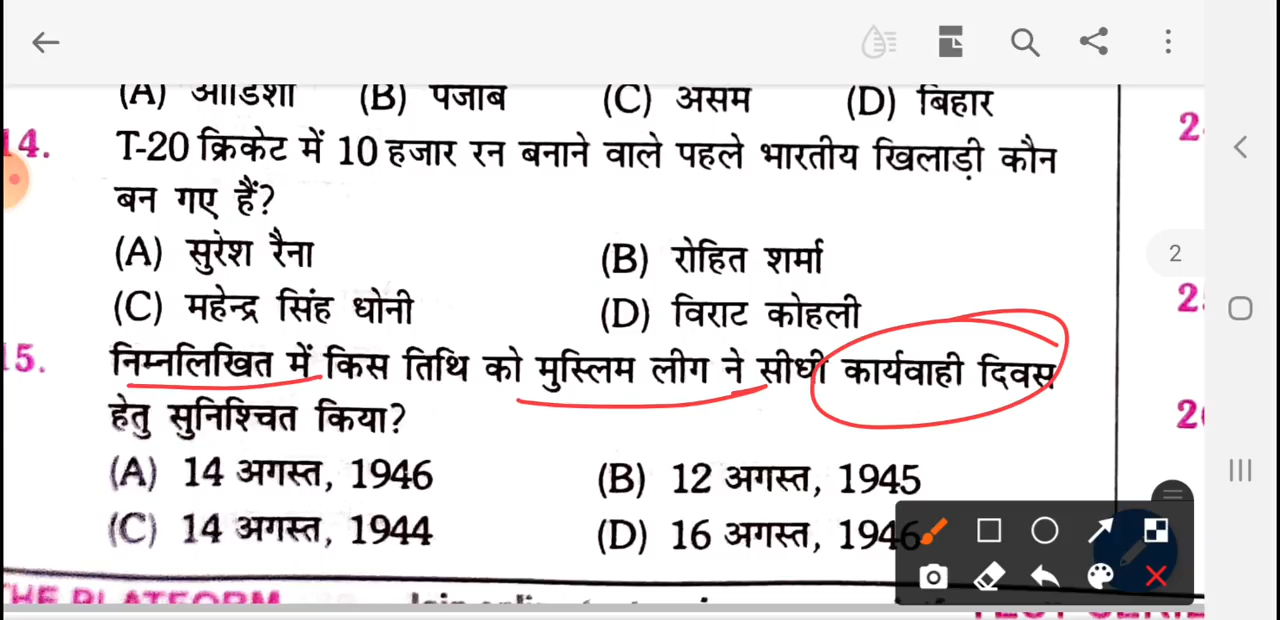 (A) ओडिशा (B) पंजाब (C) असम (D) बिहार
14. T-20 क्रिकेट में 10 हजार रन बनाने वाले पहले भारतीय खिलाड़ी कौन
बन गए हैं?
(A) सुरेश रैना (B) रोहित शर्मा
(C) महेन्द्र सिंह धोनी (D) विराट कोहली
15. निम्नलिखित में किस तिथि को मुस्लिम लीग ने सीधी कार्यवाही दिवस
हेतु सुनिश्चित किया?
(A) 14 अगस्त, 1946 (B) 12 अगस्त, 1945
(C) 14 अगस्त, 1944 (D) 16 अगस्त, 1946
2